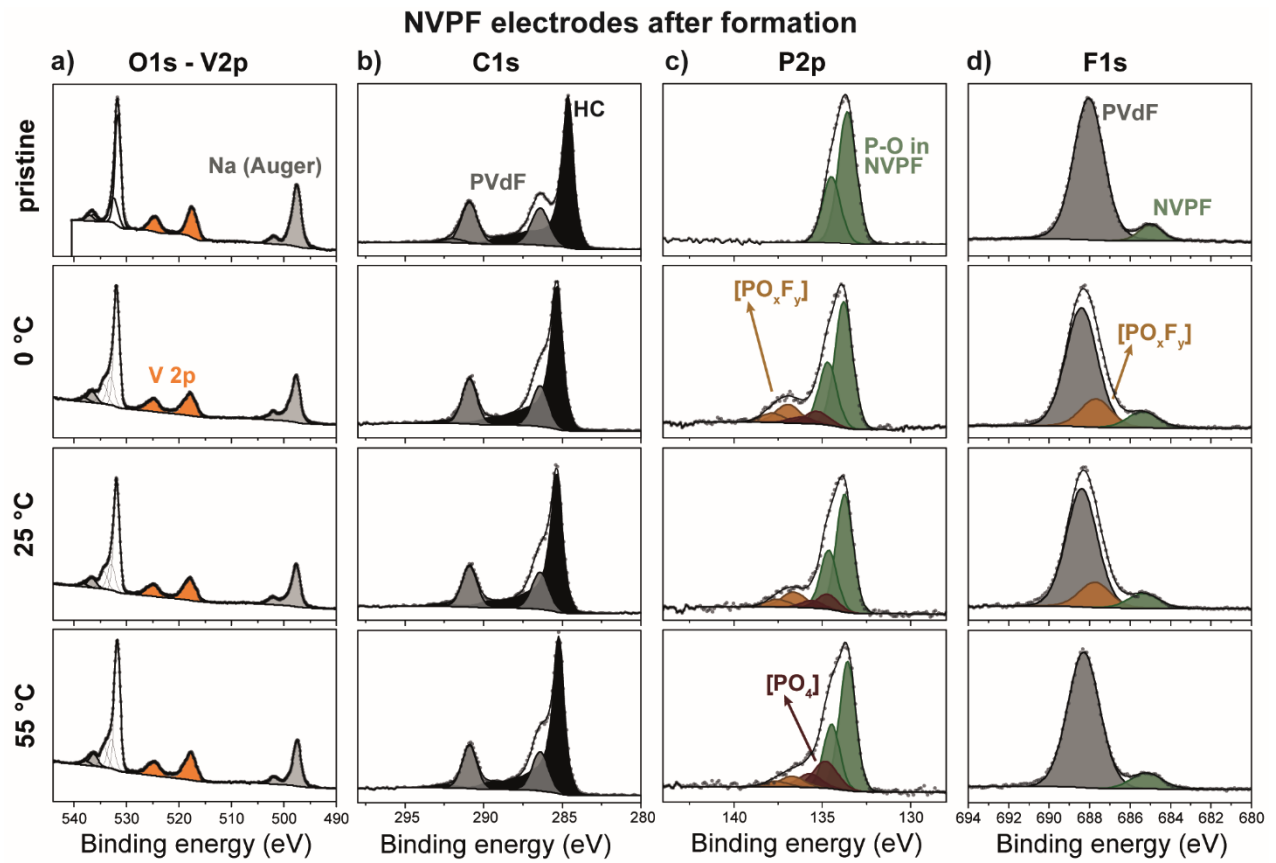 NVPF electrodes after formation
a) O1s - V2p
b) C1s
c) P2p
d) F1s
pristine
Na (Auger)
HC
PVdF
P-O in
NVPF
PVdF
NVPF
0 °C
V 2p
[POₓFᵧ]
[POₓFᵧ]
25 °C
55 °C
[PO₄]
540 530 520 510 500 490
295 290 285 280
140 135 130
694 692 690 688 686 684 682 680
Binding energy (eV)
Binding energy (eV)
Binding energy (eV)
Binding energy (eV)